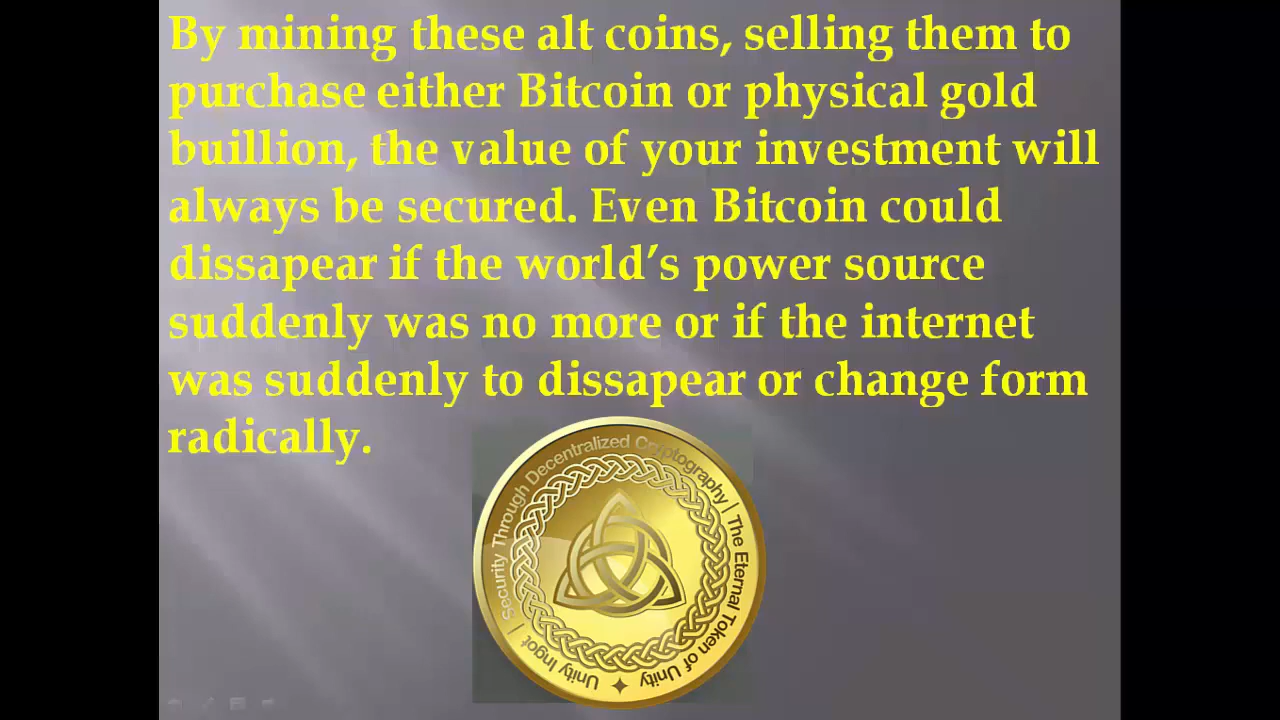 By mining these alt coins, selling them to
purchase either Bitcoin or physical gold
buillion, the value of your investment will
always be secured. Even Bitcoin could
dissapear if the world’s power source
suddenly was no more or if the internet
was suddenly to dissapear or change form
radically.
Security Through Decentralized Cryptography | The Eternal Token of Unity ✦ Unity Ingot |